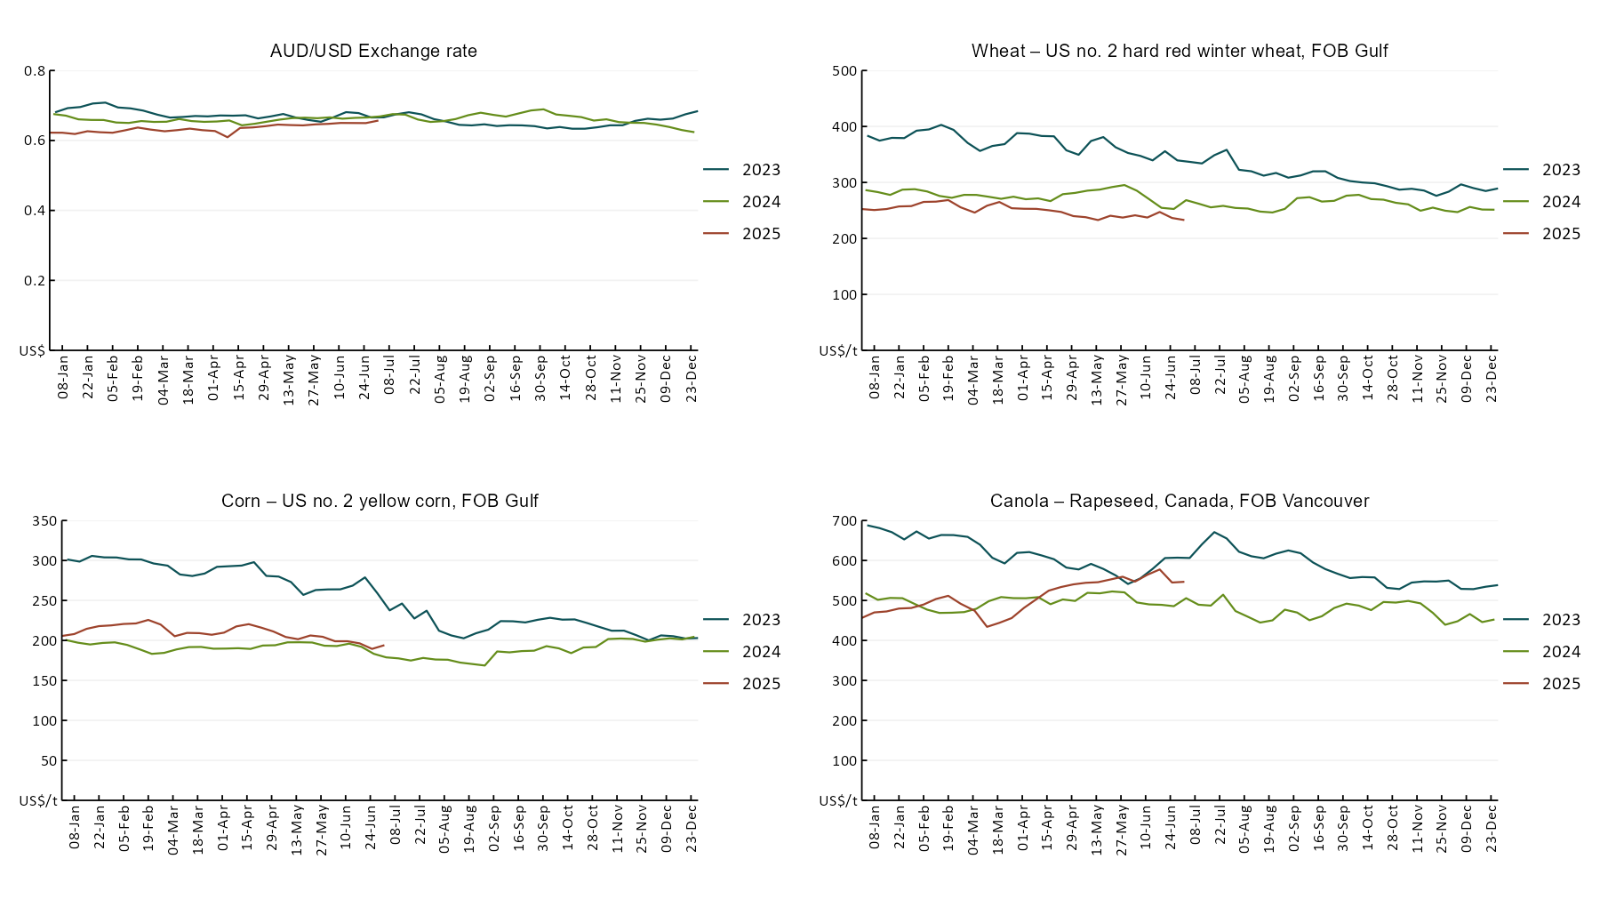 AUD/USD Exchange rate
0.8
0.6
0.4
0.2
US$
08-Jan
22-Jan
05-Feb
19-Feb
04-Mar
18-Mar
01-Apr
15-Apr
29-Apr
13-May
27-May
10-Jun
24-Jun
08-Jul
22-Jul
05-Aug
19-Aug
02-Sep
16-Sep
30-Sep
14-Oct
28-Oct
11-Nov
25-Nov
09-Dec
23-Dec
2023
2024
2025
Wheat – US no. 2 hard red winter wheat, FOB Gulf
500
400
300
200
100
US$/t
08-Jan
22-Jan
05-Feb
19-Feb
04-Mar
18-Mar
01-Apr
15-Apr
29-Apr
13-May
27-May
10-Jun
24-Jun
08-Jul
22-Jul
05-Aug
19-Aug
02-Sep
16-Sep
30-Sep
14-Oct
28-Oct
11-Nov
25-Nov
09-Dec
23-Dec
2023
2024
2025
Corn – US no. 2 yellow corn, FOB Gulf
350
300
250
200
150
100
50
US$/t
08-Jan
22-Jan
05-Feb
19-Feb
04-Mar
18-Mar
01-Apr
15-Apr
29-Apr
13-May
27-May
10-Jun
24-Jun
08-Jul
22-Jul
05-Aug
19-Aug
02-Sep
16-Sep
30-Sep
14-Oct
28-Oct
11-Nov
25-Nov
09-Dec
23-Dec
2023
2024
2025
Canola – Rapeseed, Canada, FOB Vancouver
700
600
500
400
300
200
100
US$/t
08-Jan
22-Jan
05-Feb
19-Feb
04-Mar
18-Mar
01-Apr
15-Apr
29-Apr
13-May
27-May
10-Jun
24-Jun
08-Jul
22-Jul
05-Aug
19-Aug
02-Sep
16-Sep
30-Sep
14-Oct
28-Oct
11-Nov
25-Nov
09-Dec
23-Dec
2023
2024
2025